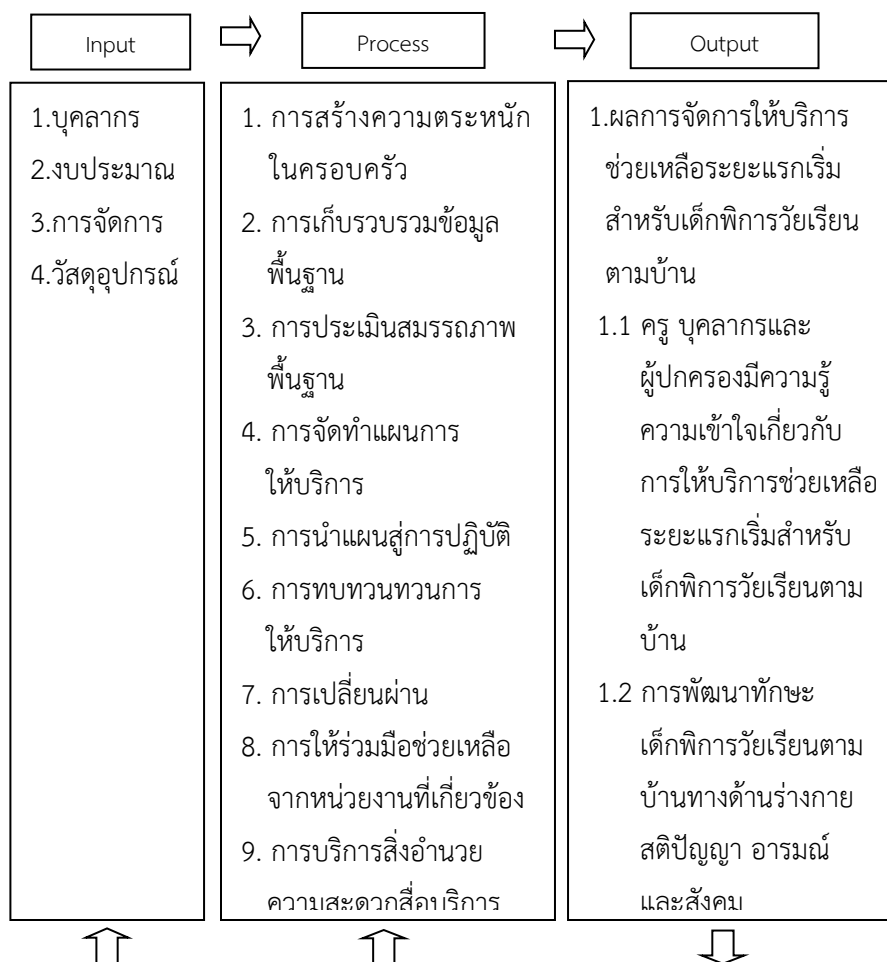 Input
Process
Output
1.บุคลากร
2.งบประมาณ
3.การจัดการ
4.วัสดุอุปกรณ์
1. การสร้างความตระหนัก
ในครอบครัว
2. การเก็บรวบรวมข้อมูล
พื้นฐาน
3. การประเมินสมรรถภาพ
พื้นฐาน
4. การจัดทำแผนการ
ให้บริการ
5. การนำแผนสู่การปฏิบัติ
6. การทบทวนทวนการ
ให้บริการ
7. การเปลี่ยนผ่าน
8. การให้ร่วมมือช่วยเหลือ
จากหน่วยงานที่เกี่ยวข้อง
9. การบริการสิ่งอำนวย
ความสะดวกสื่อบริการ
1.ผลการจัดการให้บริการ
ช่วยเหลือระยะแรกเริ่ม
สำหรับเด็กพิการวัยเรียน
ตามบ้าน
1.1 ครู บุคลากรและ
ผู้ปกครองมีความรู้
ความเข้าใจเกี่ยวกับ
การให้บริการช่วยเหลือ
ระยะแรกเริ่มสำหรับ
เด็กพิการวัยเรียนตาม
บ้าน
1.2 การพัฒนาทักษะ
เด็กพิการวัยเรียนตาม
บ้านทางด้านร่างกาย
สติปัญญา อารมณ์
และสังคม